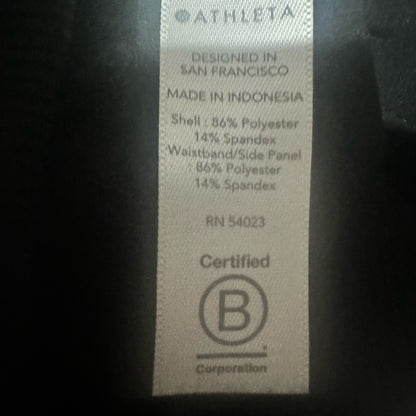 ATHLETA
DESIGNED IN
SAN FRANCISCO
MADE IN INDONESIA
Shell : 86% Polyester
14% Spandex
Waistband/Side Panel
: 86% Polyester
14% Spandex
RN 54023
Certified
B
Corporation